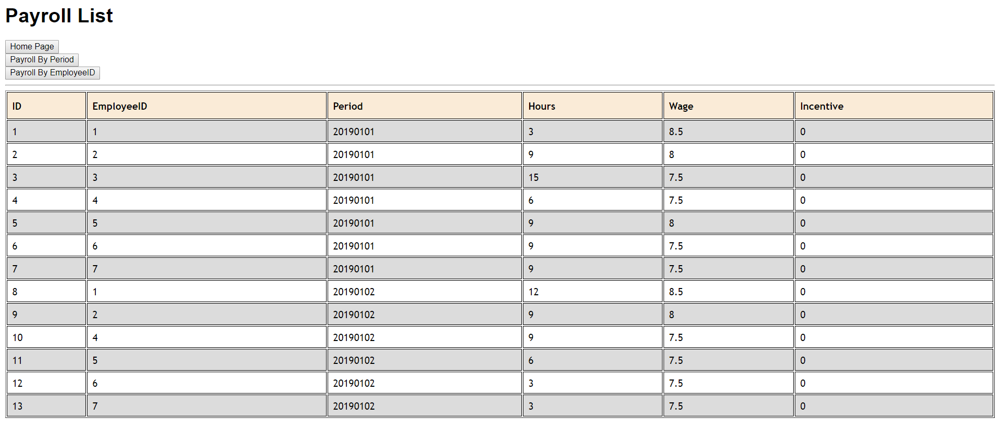 Payroll List
Home Page
Payroll By Period
Payroll By EmployeeID
ID EmployeeID Period Hours Wage Incentive
1 1 20190101 3 8.5 0
2 2 20190101 9 8 0
3 3 20190101 15 7.5 0
4 4 20190101 6 7.5 0
5 5 20190101 9 8 0
6 6 20190101 9 7.5 0
7 7 20190101 9 7.5 0
8 1 20190102 12 8.5 0
9 2 20190102 9 8 0
10 4 20190102 9 7.5 0
11 5 20190102 6 7.5 0
12 6 20190102 3 7.5 0
13 7 20190102 3 7.5 0